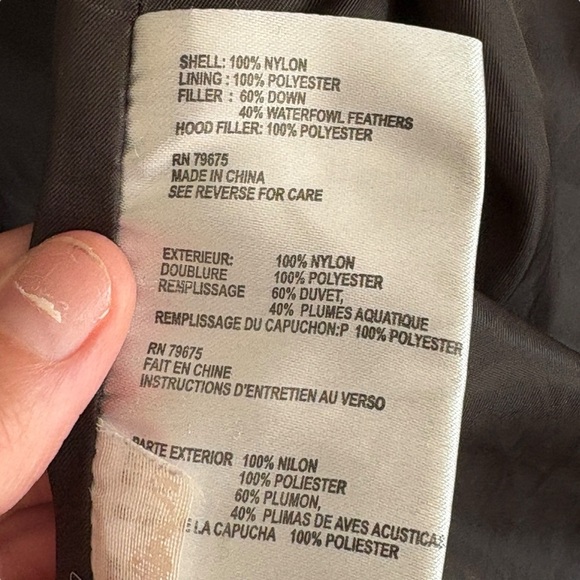 SHELL: 100% NYLON
LINING : 100% POLYESTER
FILLER : 60% DOWN
40% WATERFOWL FEATHERS
HOOD FILLER: 100% POLYESTER
RN 79675
MADE IN CHINA
SEE REVERSE FOR CARE
EXTERIEUR: 100% NYLON
DOUBLURE 100% POLYESTER
REMPLISSAGE 60% DUVET,
40% PLUMES AQUATIQUE
REMPLISSAGE DU CAPUCHON:P 100% POLYESTER
RN 79675
FAIT EN CHINE
INSTRUCTIONS D'ENTRETIEN AU VERSO
PARTE EXTERIOR 100% NILON
100% POLIESTER
60% PLUMON,
40% PLIMAS DE AVES ACUSTICAS
LA CAPUCHA 100% POLIESTER